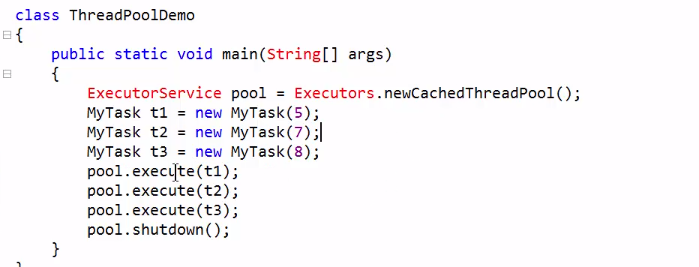 class ThreadPoolDemo
{
public static void main(String[] args)
{
ExecutorService pool = Executors.newCachedThreadPool();
MyTask t1 = new MyTask(5);
MyTask t2 = new MyTask(7);
MyTask t3 = new MyTask(8);
pool.execute(t1);
pool.execute(t2);
pool.execute(t3);
pool.shutdown();
}
}